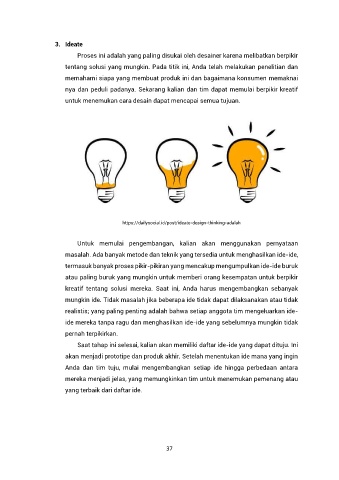 3. Ideate
Proses ini adalah yang paling disukai oleh desainer karena melibatkan berpikir
tentang solusi yang mungkin. Pada titik ini, Anda telah melakukan penelitian dan
memahami siapa yang membuat produk ini dan bagaimana konsumen memaknai
nya dan peduli padanya. Sekarang kalian dan tim dapat memulai berpikir kreatif
untuk menemukan cara desain dapat mencapai semua tujuan.
https://dailysocial.id/post/ideate-design-thinking-adalah
Untuk memulai pengembangan, kalian akan menggunakan pernyataan
masalah. Ada banyak metode dan teknik yang tersedia untuk menghasilkan ide-ide,
termasuk banyak proses pikir-pikiran yang mencakup mengumpulkan ide-ide buruk
atau paling buruk yang mungkin untuk memberi orang kesempatan untuk berpikir
kreatif tentang solusi mereka. Saat ini, Anda harus mengembangkan sebanyak
mungkin ide. Tidak masalah jika beberapa ide tidak dapat dilaksanakan atau tidak
realistis; yang paling penting adalah bahwa setiap anggota tim mengeluarkan ide-
ide mereka tanpa ragu dan menghasilkan ide-ide yang sebelumnya mungkin tidak
pernah terpikirkan.
Saat tahap ini selesai, kalian akan memiliki daftar ide-ide yang dapat dituju. Ini
akan menjadi prototipe dan produk akhir. Setelah menentukan ide mana yang ingin
Anda dan tim tuju, mulai mengembangkan setiap ide hingga perbedaan antara
mereka menjadi jelas, yang memungkinkan tim untuk menemukan pemenang atau
yang terbaik dari daftar ide.
37